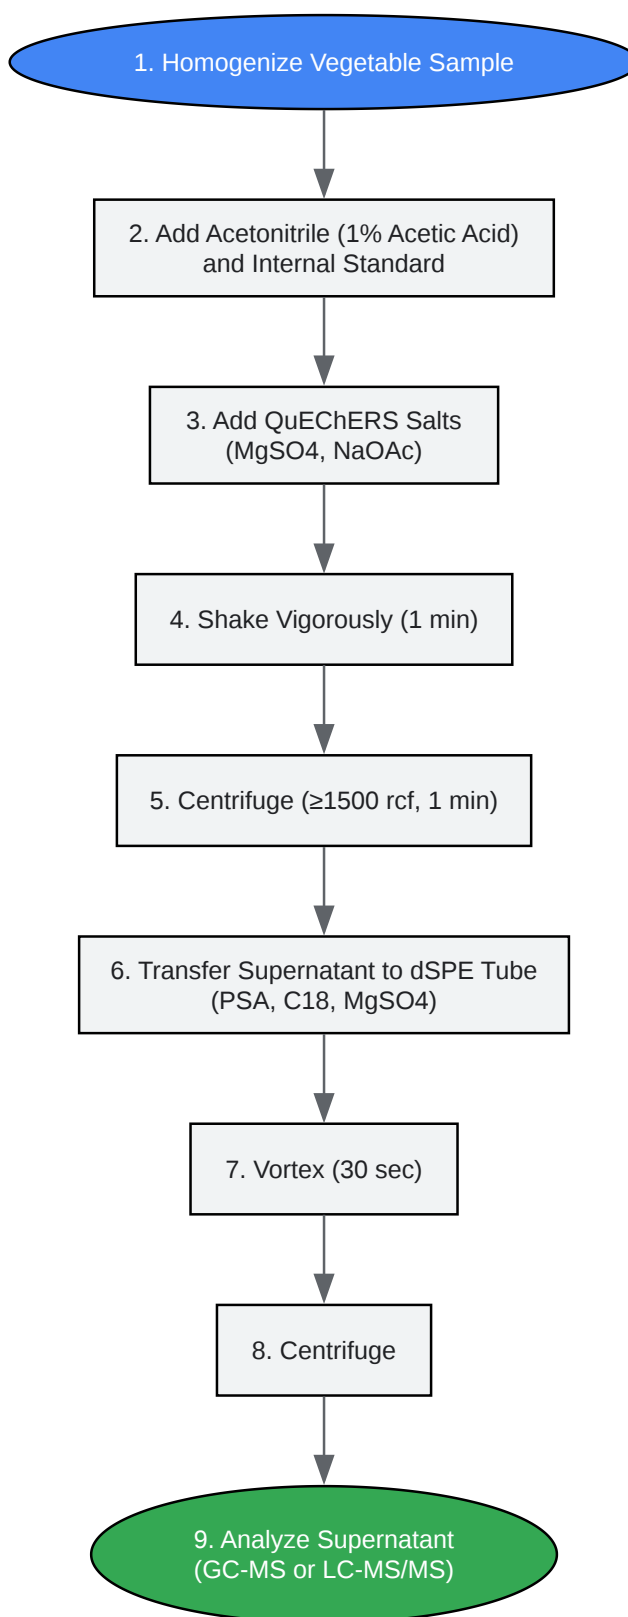 1. Homogenize Vegetable Sample
2. Add Acetonitrile (1% Acetic Acid)
and Internal Standard
3. Add QuEChERS Salts
(MgSO4, NaOAc)
4. Shake Vigorously (1 min)
5. Centrifuge (≥1500 rcf, 1 min)
6. Transfer Supernatant to dSPE Tube
(PSA, C18, MgSO4)
7. Vortex (30 sec)
8. Centrifuge
9. Analyze Supernatant
(GC-MS or LC-MS/MS)